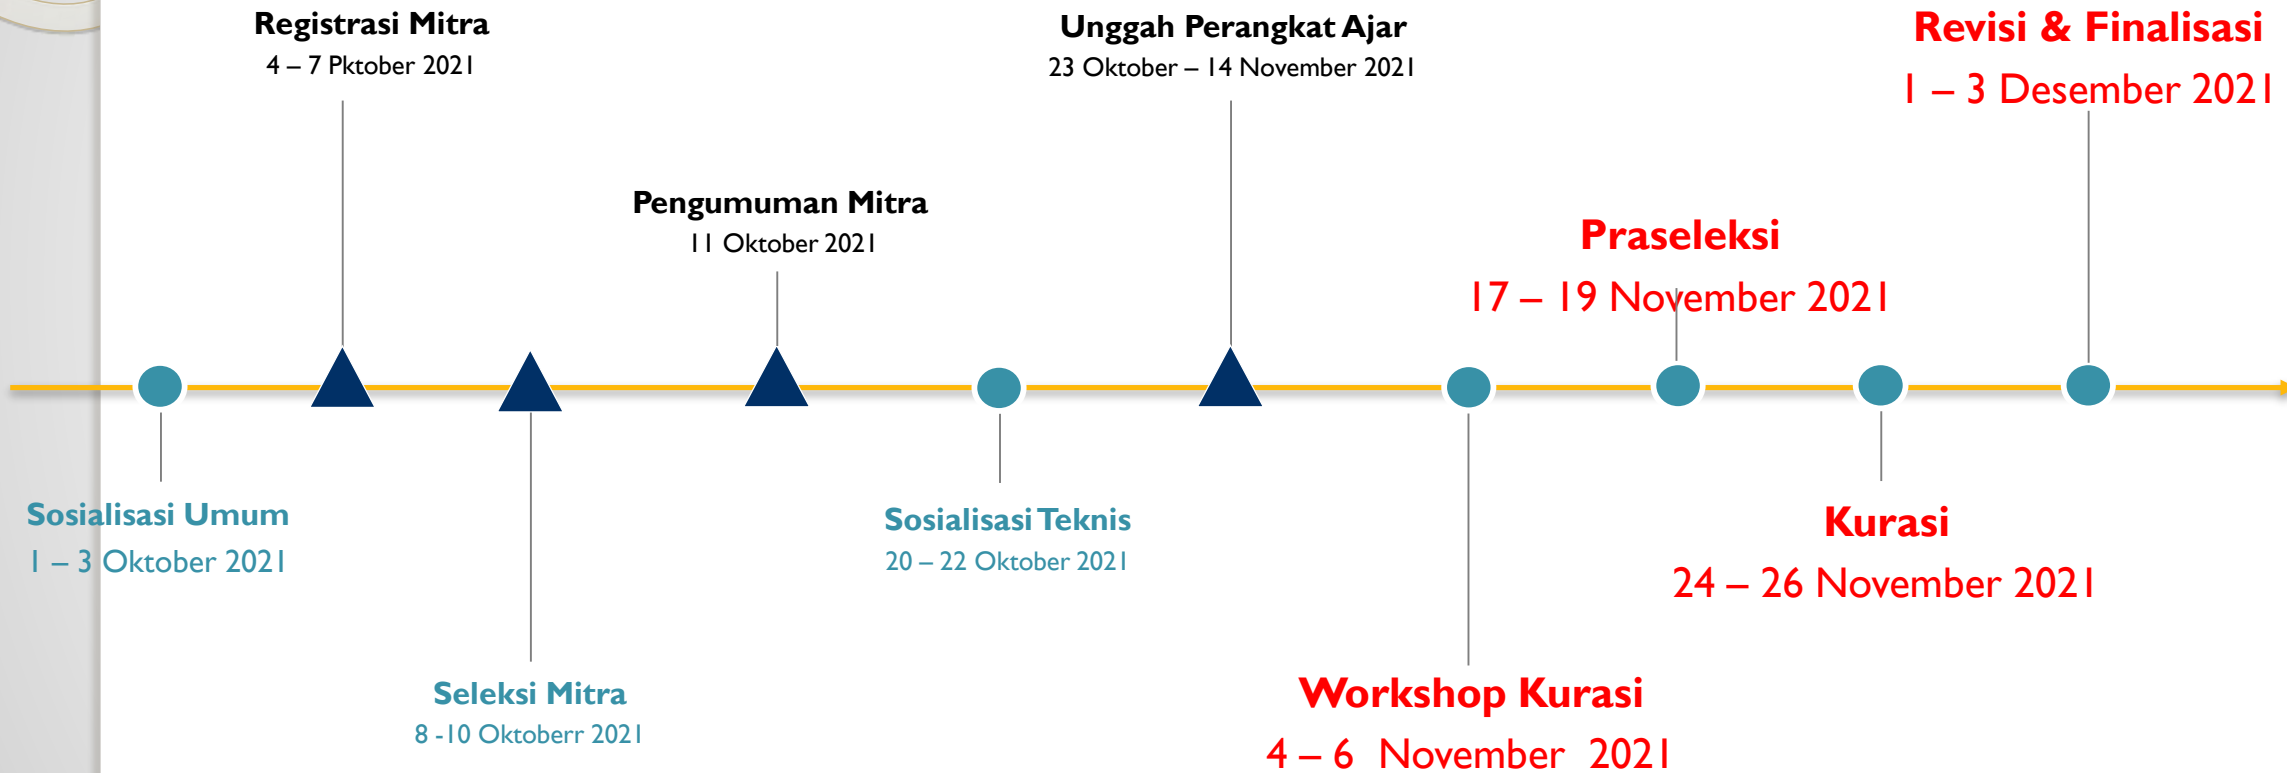 Registrasi Mitra
4 – 7 Pktober 2021
Unggah Perangkat Ajar
23 Oktober – 14 November 2021
Revisi & Finalisasi
1 – 3 Desember 2021
Pengumuman Mitra
11 Oktober 2021
Praseleksi
17 – 19 November 2021
Sosialisasi Umum
1 – 3 Oktober 2021
Sosialisasi Teknis
20 – 22 Oktober 2021
Kurasi
24 – 26 November 2021
Seleksi Mitra
8 -10 Oktoberr 2021
Workshop Kurasi
4 – 6 November 2021